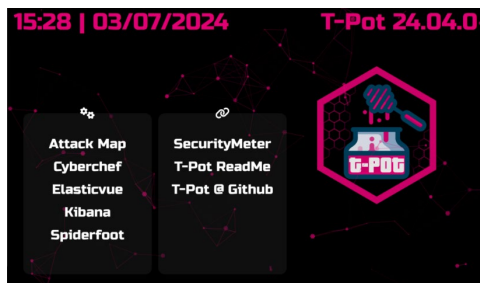 15:28 | 03/07/2024
T-Pot 24.04.0
Attack Map
Cyberchef
Elasticvue
Kibana
Spiderfoot
SecurityMeter
T-Pot ReadMe
T-Pot @ Github
T-POT